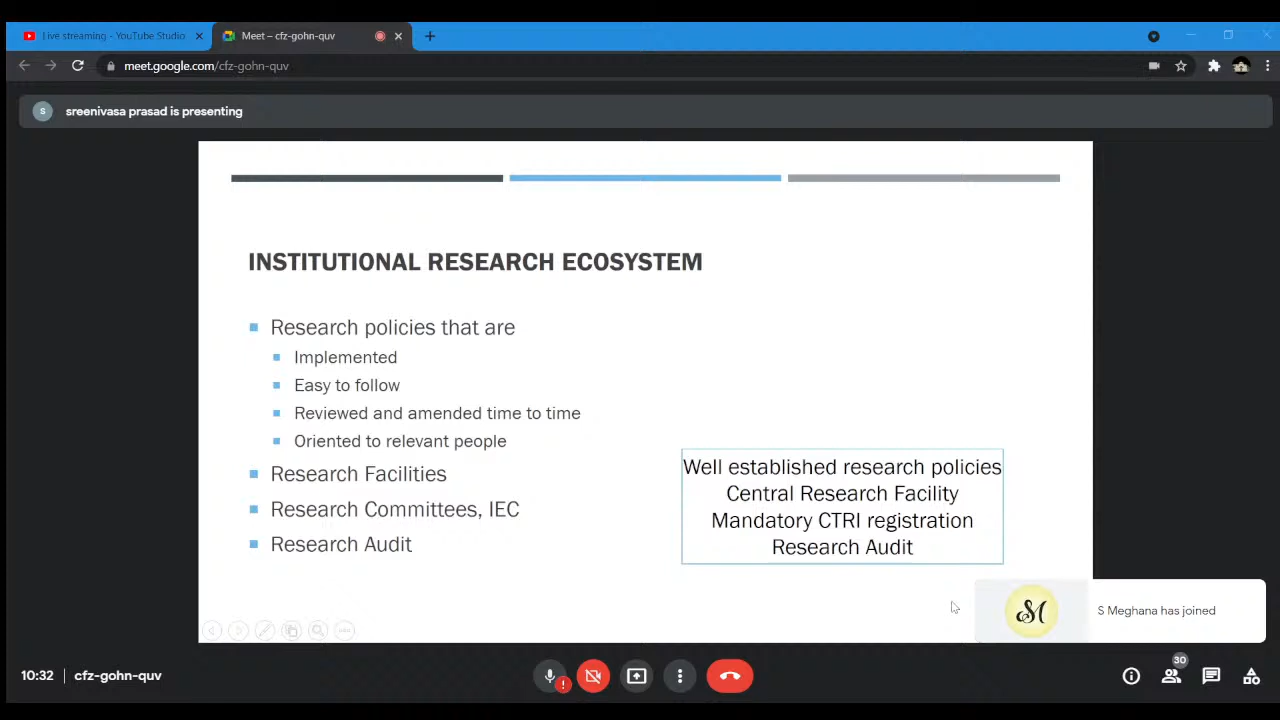 Live streaming - YouTube Studio
Meet – cfz-gohn-quv
meet.google.com/cfz-gohn-quv
S
sreenivasa prasad is presenting
INSTITUTIONAL RESEARCH ECOSYSTEM
Research policies that are
Implemented
Easy to follow
Reviewed and amended time to time
Oriented to relevant people
Research Facilities
Research Committees, IEC
Research Audit
Well established research policies
Central Research Facility
Mandatory CTRI registration
Research Audit
SM
S Meghana has joined
10:32
cfz-gohn-quv
30